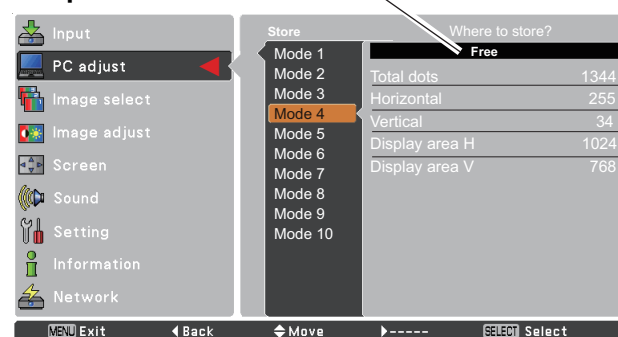 Input
PC adjust
Image select
Image adjust
Screen
Sound
Setting
Information
Network
Store
Mode 1
Mode 2
Mode 3
Mode 4
Mode 5
Mode 6
Mode 7
Mode 8
Mode 9
Mode 10
Where to store?
Free
Total dots 1344
Horizontal 255
Vertical 34
Display area H 1024
Display area V 768
MENU Exit Back Move ----- SELECT Select